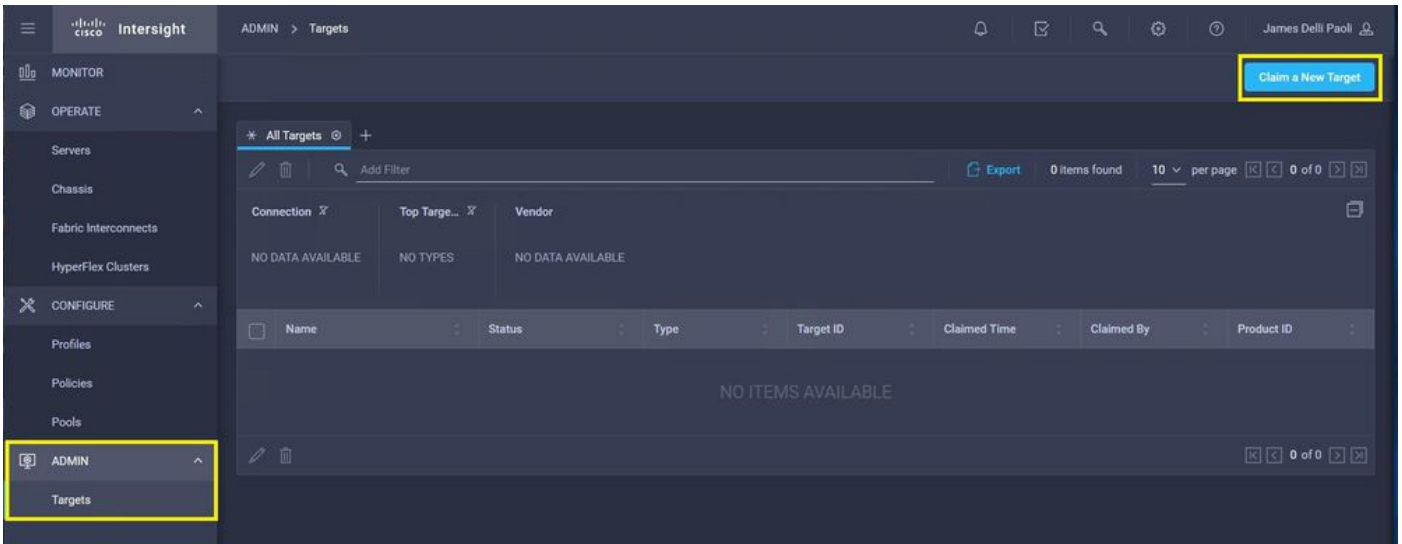 cisco Intersight
ADMIN > Targets
James Delli Paoli
MONITOR
Claim a New Target
OPERATE
All Targets
Servers
Add Filter
Export
0 items found
10 per page
0 of 0
Chassis
Connection
Top Targe...
Vendor
Fabric Interconnects
NO DATA AVAILABLE
NO TYPES
NO DATA AVAILABLE
HyperFlex Clusters
CONFIGURE
Name
Status
Type
Target ID
Claimed Time
Claimed By
Product ID
Profiles
Policies
NO ITEMS AVAILABLE
Pools
ADMIN
0 of 0
Targets